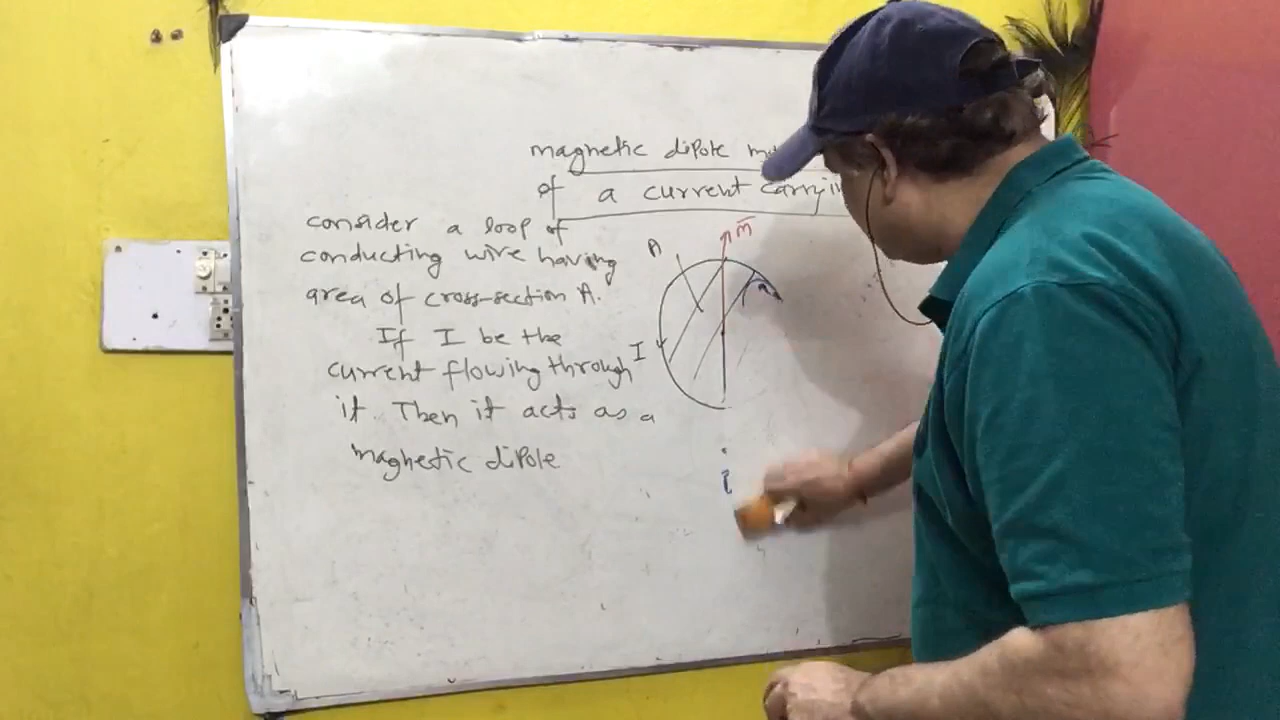 magnetic dipole
of a current
consider a loop of
conducting wire having
area of cross-section A.
If I be the
current flowing through
it. Then it acts as a
magnetic dipole
m
A
I